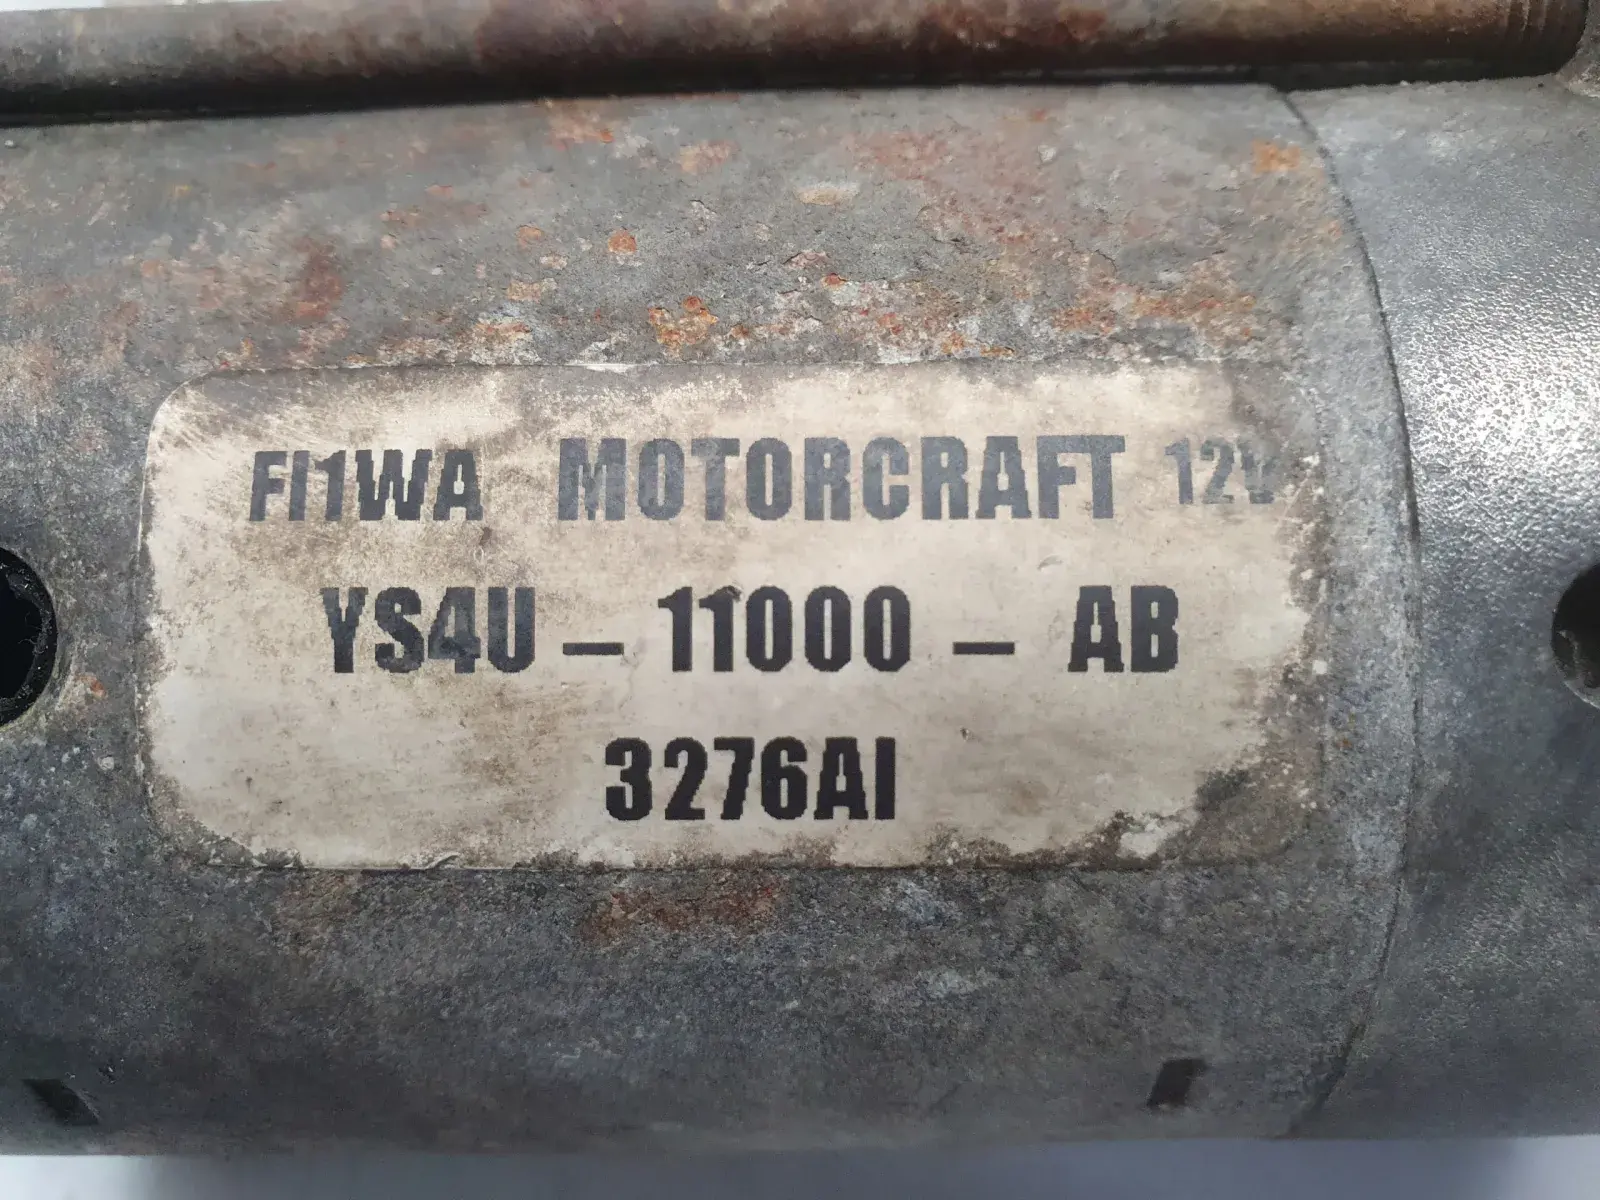 FI1WA MOTORCRAFT 12V
YS4U - 11000 - AB
3276AI